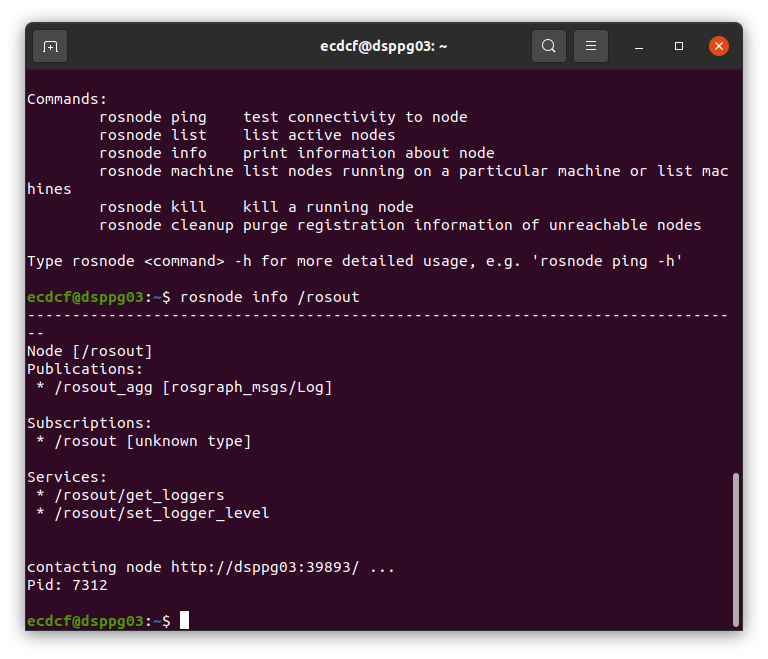 ecdcf@dsppg03: ~
Commands:
        rosnode ping    test connectivity to node
        rosnode list    list active nodes
        rosnode info    print information about node
        rosnode machine list nodes running on a particular machine or list mac
hines
        rosnode kill    kill a running node
        rosnode cleanup purge registration information of unreachable nodes
Type rosnode <command> -h for more detailed usage, e.g. 'rosnode ping -h'
ecdcf@dsppg03:~$ rosnode info /rosout
------------------------------------------------------------------------------
--
Node [/rosout]
Publications:
 * /rosout_agg [rosgraph_msgs/Log]
Subscriptions:
 * /rosout [unknown type]
Services:
 * /rosout/get_loggers
 * /rosout/set_logger_level
contacting node http://dsppg03:39893/ ...
Pid: 7312
ecdcf@dsppg03:~$